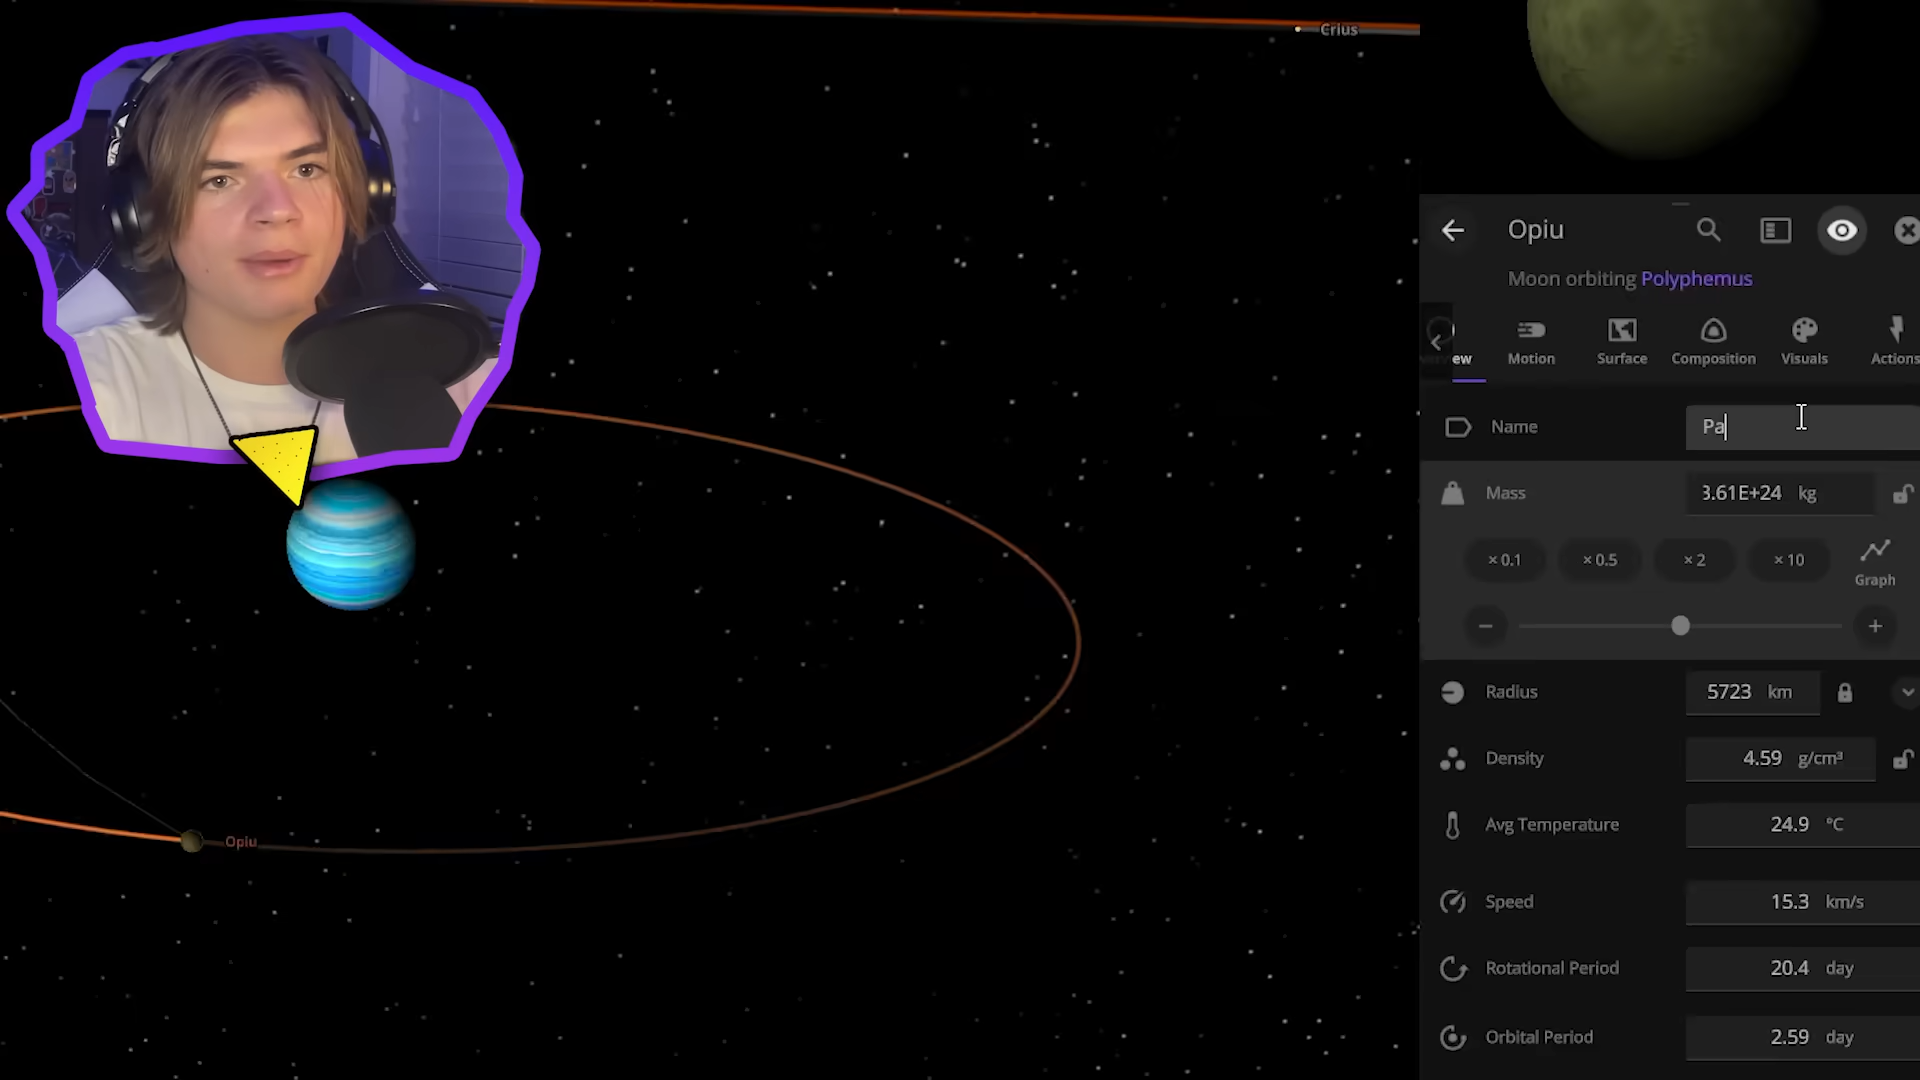 Crius
Opiu
Moon orbiting Polyphemus
ew
Motion
Surface
Composition
Visuals
Actions
Name
Pa
Mass
3.61E+24 kg
× 0.1
× 0.5
× 2
× 10
Graph
Radius
5723 km
Density
4.59 g/cm³
Avg Temperature
24.9 °C
Speed
15.3 km/s
Rotational Period
20.4 day
Opiu
Orbital Period
2.59 day